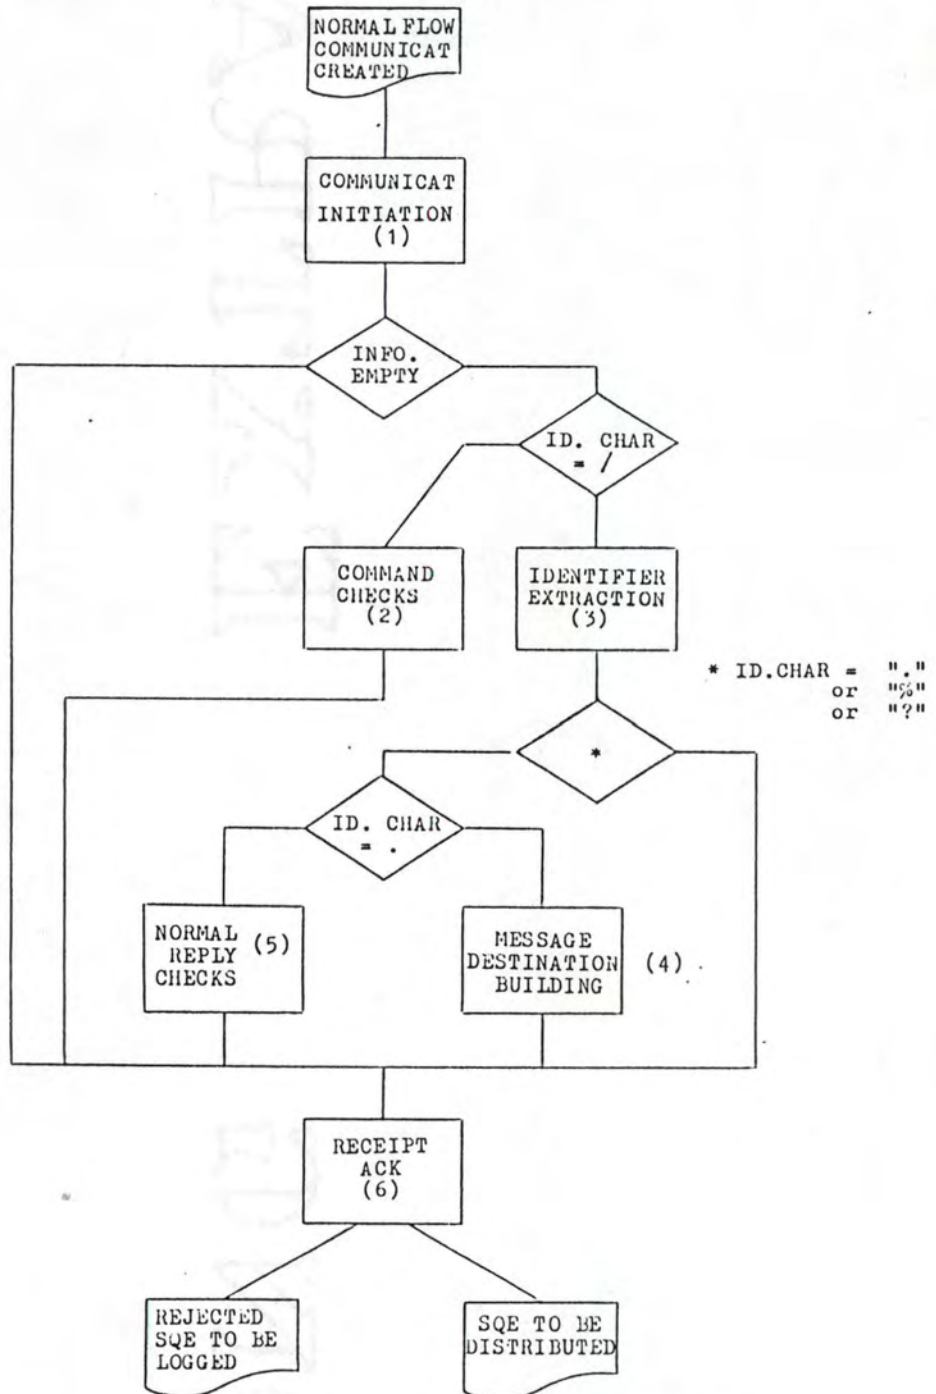 NORMAL FLOW
COMMUNICAT
CREATED
COMMUNICAT
INITIATION
(1)
INFO.
EMPTY
ID. CHAR
= /
COMMAND
CHECKS
(2)
IDENTIFIER
EXTRACTION
(3)
* ID.CHAR = "."
or "%"
or "?"
*
ID. CHAR
= .
NORMAL (5)
REPLY
CHECKS
MESSAGE
DESTINATION (4)
BUILDING
RECEIPT
ACK
(6)
REJECTED
SQE TO BE
LOGGED
SQE TO BE
DISTRIBUTED